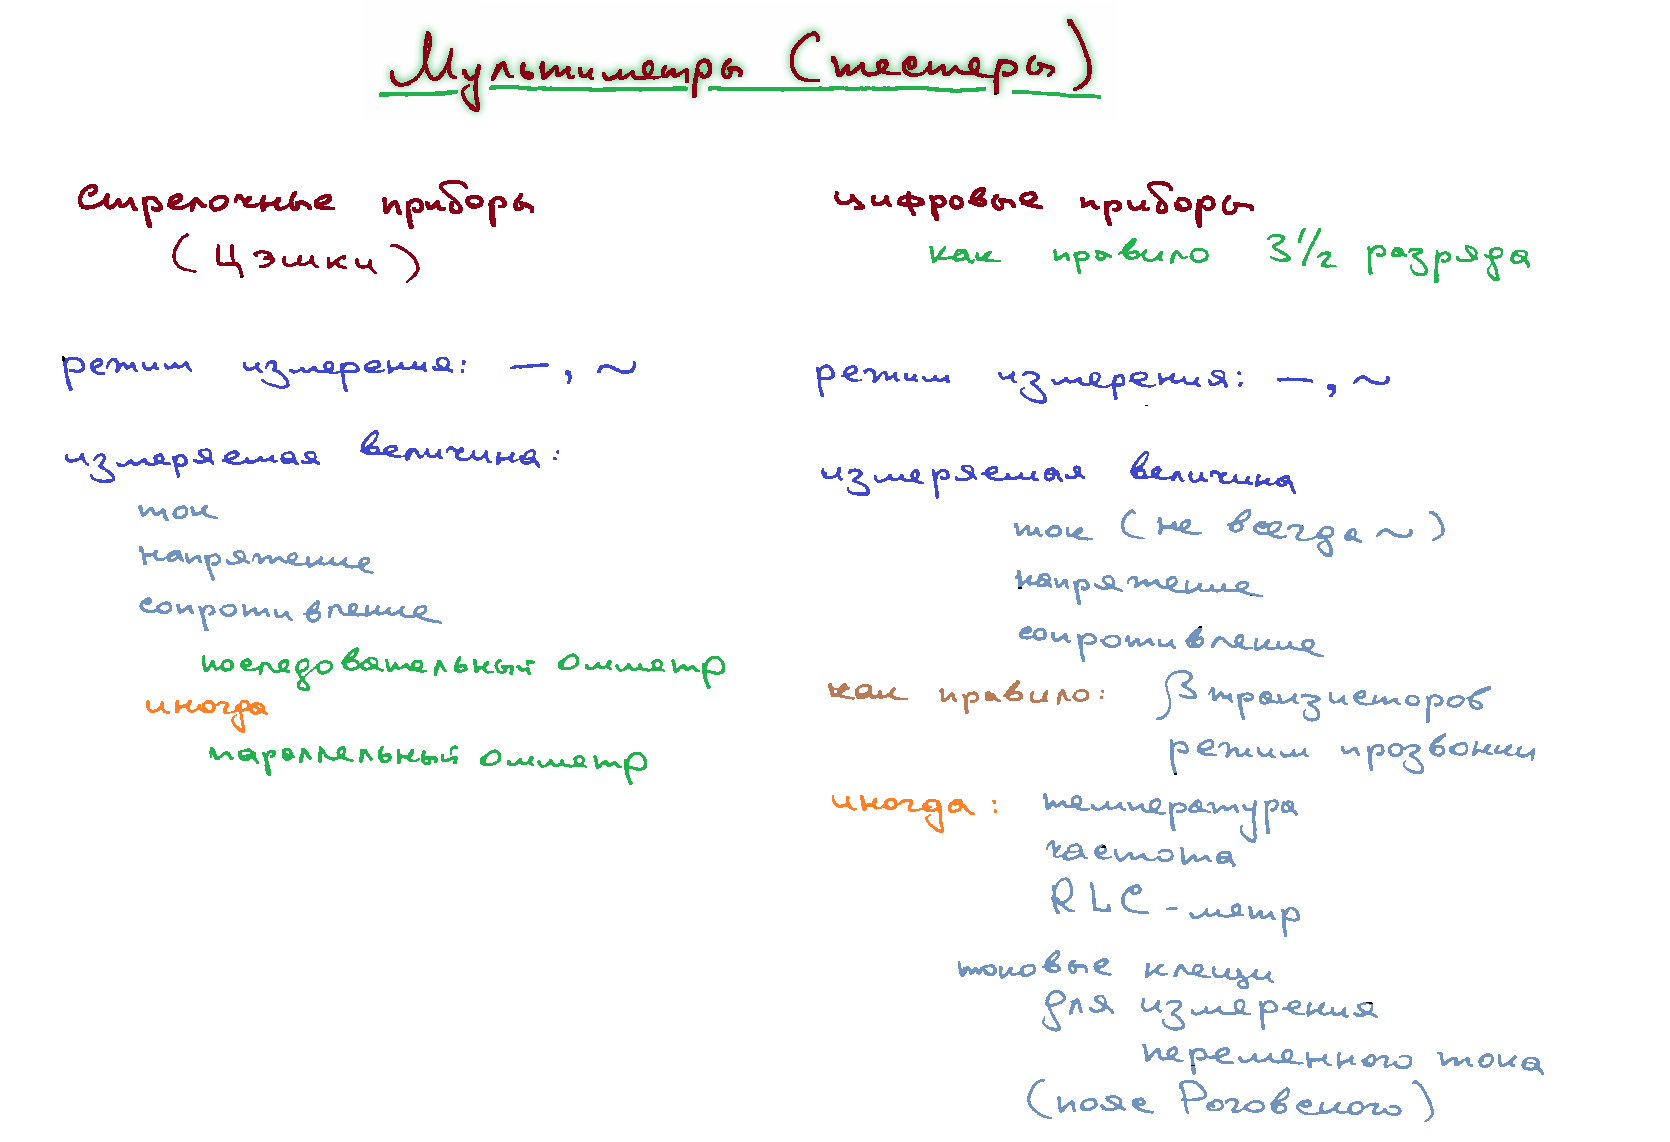 Мультиметры (тестеры)
Стрелочные приборы
(Цэшки)
режим измерения: —, ~
измеряемая величина:
ток
напряжение
сопротивление
последовательный омметр
иногда
параллельный омметр
цифровые приборы
как правило 3½ разряда
режим измерения: —, ~
измеряемая величина
ток (не всегда ~)
напряжение
сопротивление
как правило: β транзисторов
режим прозвонки
иногда: температура
частота
RLC-метр
токовые клещи
для измерения
переменного тока
(пояс Роговского)